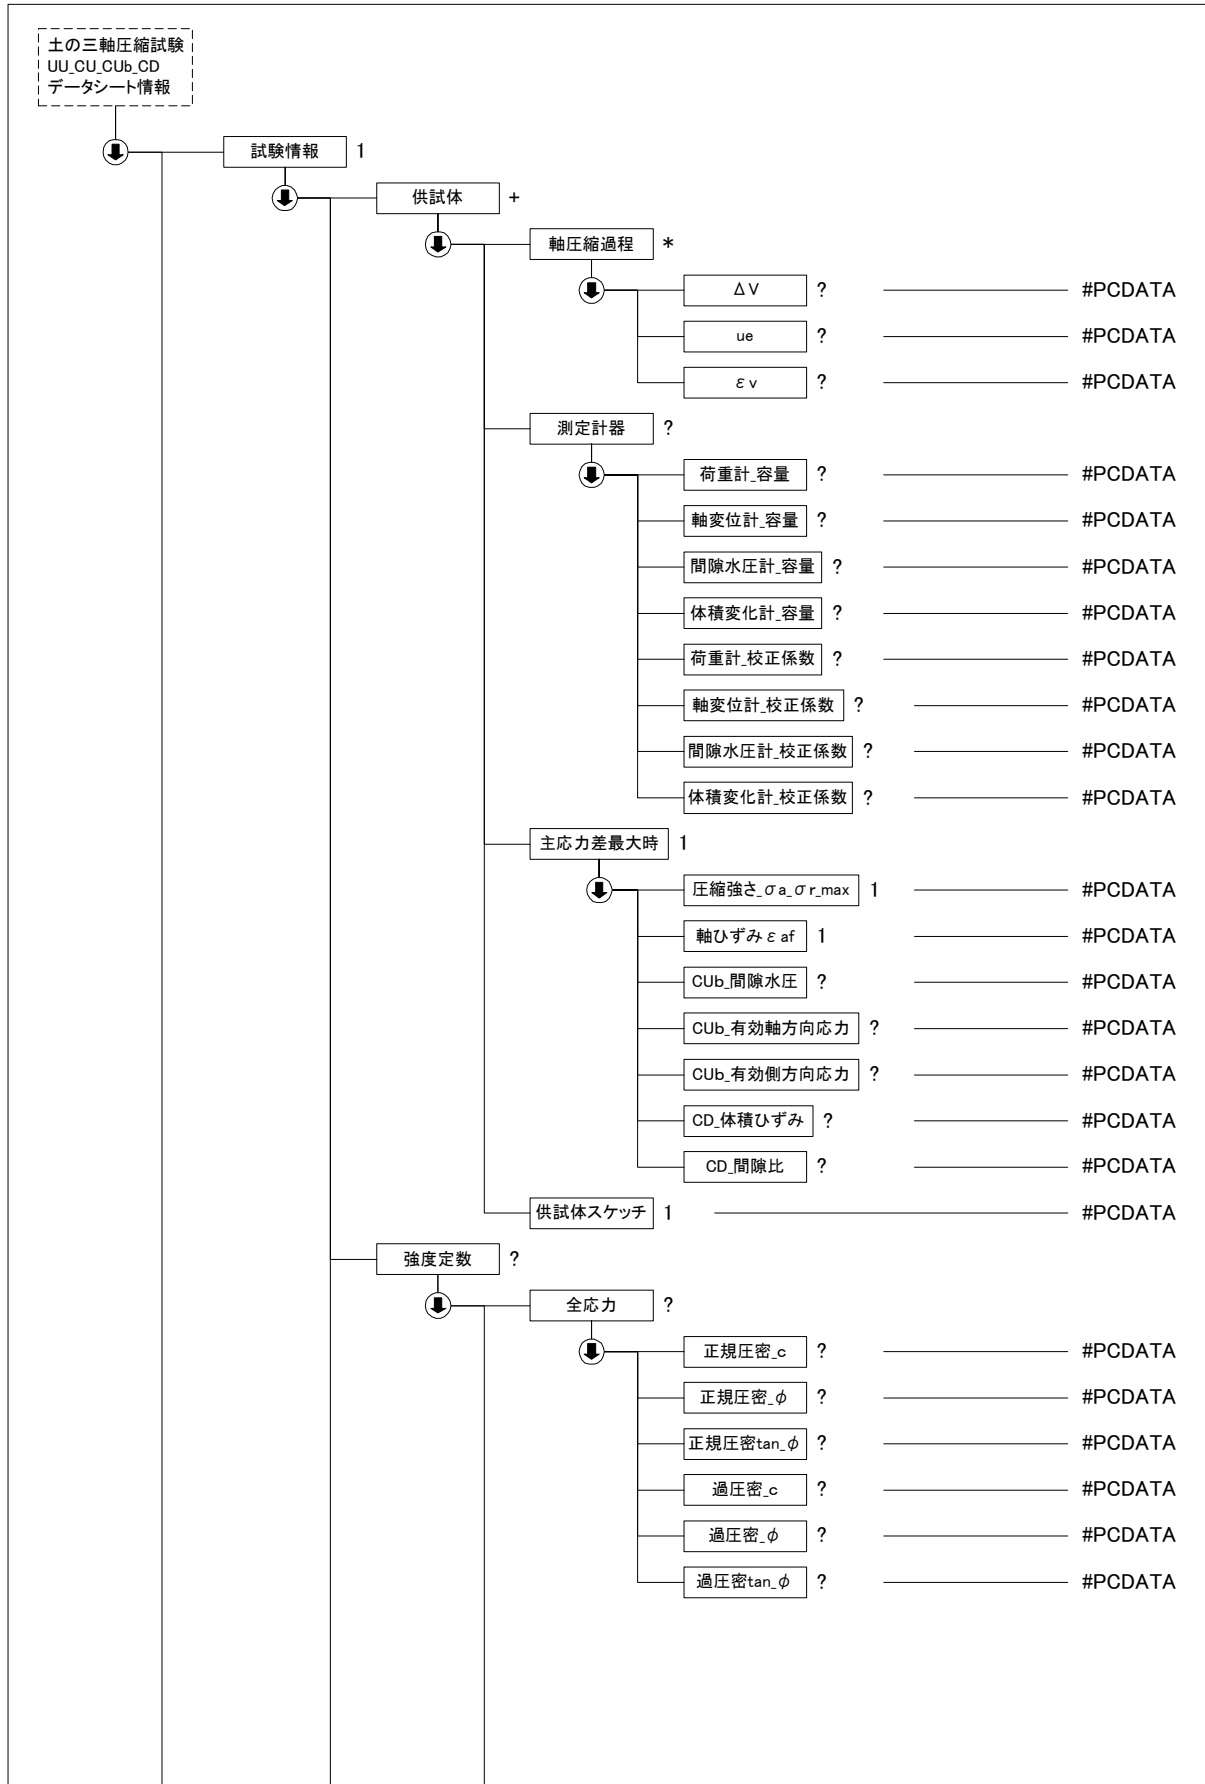 土の三軸圧縮試験
UU_CU_CUb_CD
データシート情報
試験情報 1
供試体 +
軸圧縮過程 *
ΔV ? #PCDATA
ue ? #PCDATA
εv ? #PCDATA
測定計器 ?
荷重計_容量 ? #PCDATA
軸変位計_容量 ? #PCDATA
間隙水圧計_容量 ? #PCDATA
体積変化計_容量 ? #PCDATA
荷重計_校正係数 ? #PCDATA
軸変位計_校正係数 ? #PCDATA
間隙水圧計_校正係数 ? #PCDATA
体積変化計_校正係数 ? #PCDATA
主応力差最大時 1
圧縮強さ_σa_σr_max 1 #PCDATA
軸ひずみεaf 1 #PCDATA
CUb_間隙水圧 ? #PCDATA
CUb_有効軸方向応力 ? #PCDATA
CUb_有効側方向応力 ? #PCDATA
CD_体積ひずみ ? #PCDATA
CD_間隙比 ? #PCDATA
供試体スケッチ 1 #PCDATA
強度定数 ?
全応力 ?
正規圧密_c ? #PCDATA
正規圧密_φ ? #PCDATA
正規圧密tan_φ ? #PCDATA
過圧密_c ? #PCDATA
過圧密_φ ? #PCDATA
過圧密tan_φ ? #PCDATA